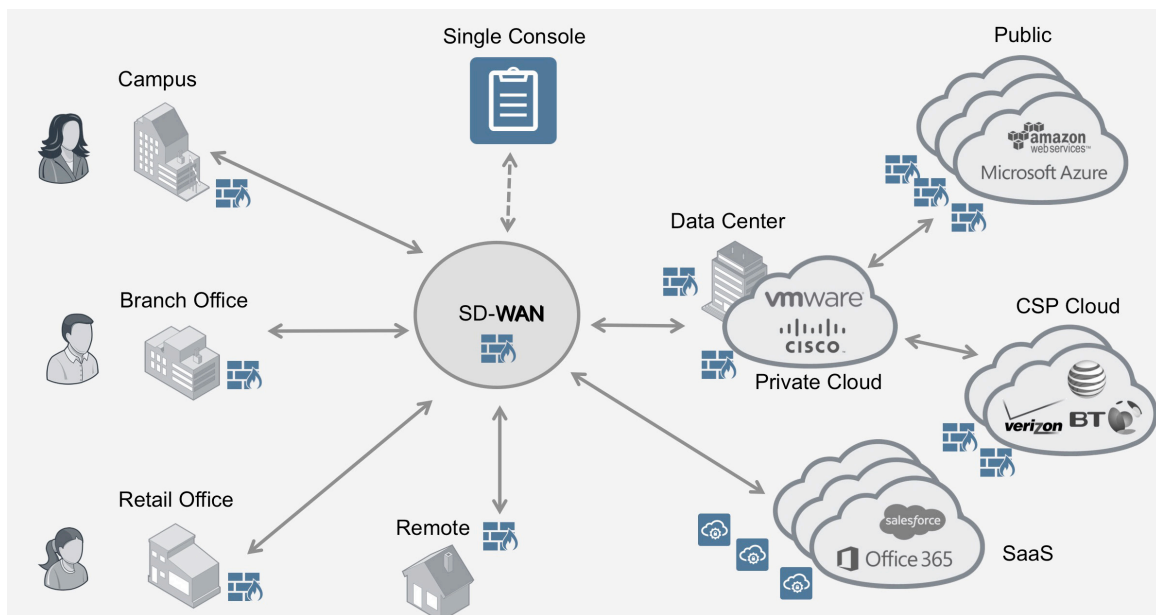 Single Console
Public
Campus
amazon
web services™
Microsoft Azure
Data Center
Branch Office
SD-WAN
vmware
CISCO
CSP Cloud
Private Cloud
verizon
BT
Retail Office
Remote
salesforce
Office 365
SaaS